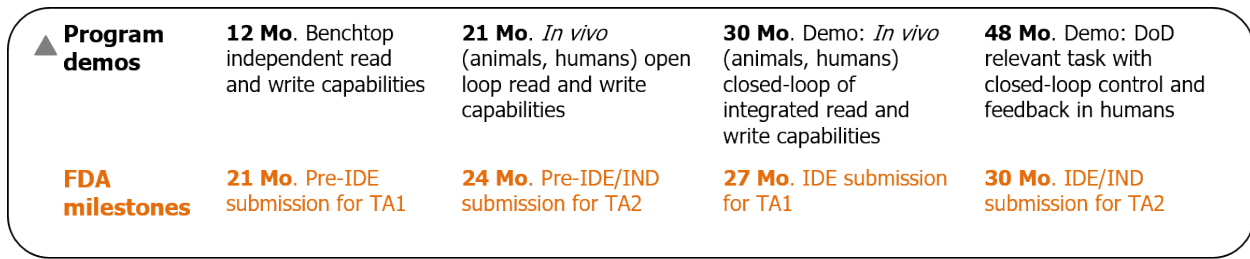 Program demos
12 Mo. Benchtop independent read and write capabilities
21 Mo. In vivo (animals, humans) open loop read and write capabilities
30 Mo. Demo: In vivo (animals, humans) closed-loop of integrated read and write capabilities
48 Mo. Demo: DoD relevant task with closed-loop control and feedback in humans
FDA milestones
21 Mo. Pre-IDE submission for TA1
24 Mo. Pre-IDE/IND submission for TA2
27 Mo. IDE submission for TA1
30 Mo. IDE/IND submission for TA2